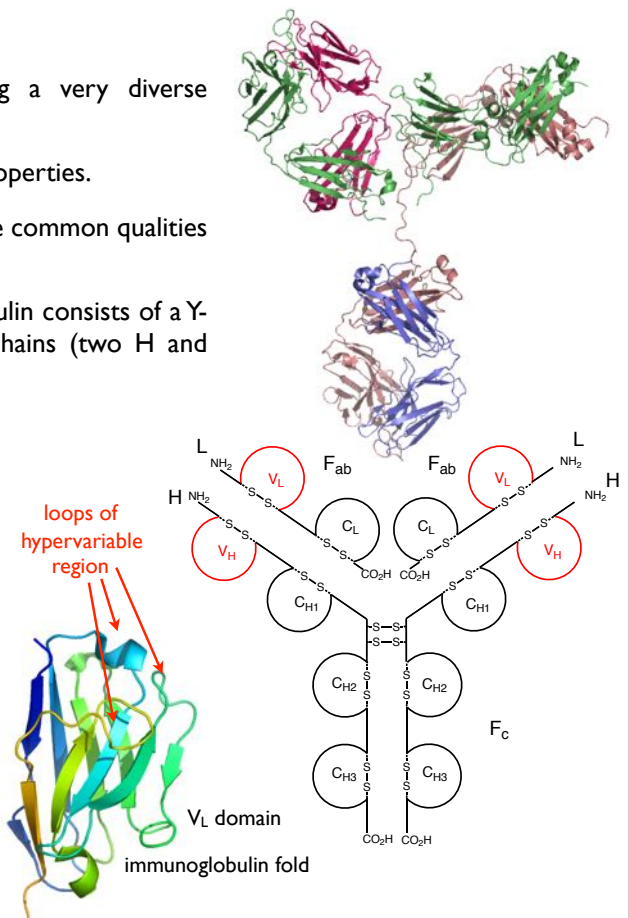 g a very diverse
operties.
e common qualities
ulin consists of a Y-
hains (two H and
L
NH2
VL
Fab
Fab
VL
L
NH2
H
NH2
VH
CL
CL
H
NH2
VH
S
S
S
S
S
S
S
S
S
S
S
S
CO2H
CO2H
CH1
CH1
S S
S S
loops of
hypervariable
region
CH2
S
S
S
S
CH2
Fc
CH3
S
S
S
S
CH3
CO2H
CO2H
VL domain
immunoglobulin fold